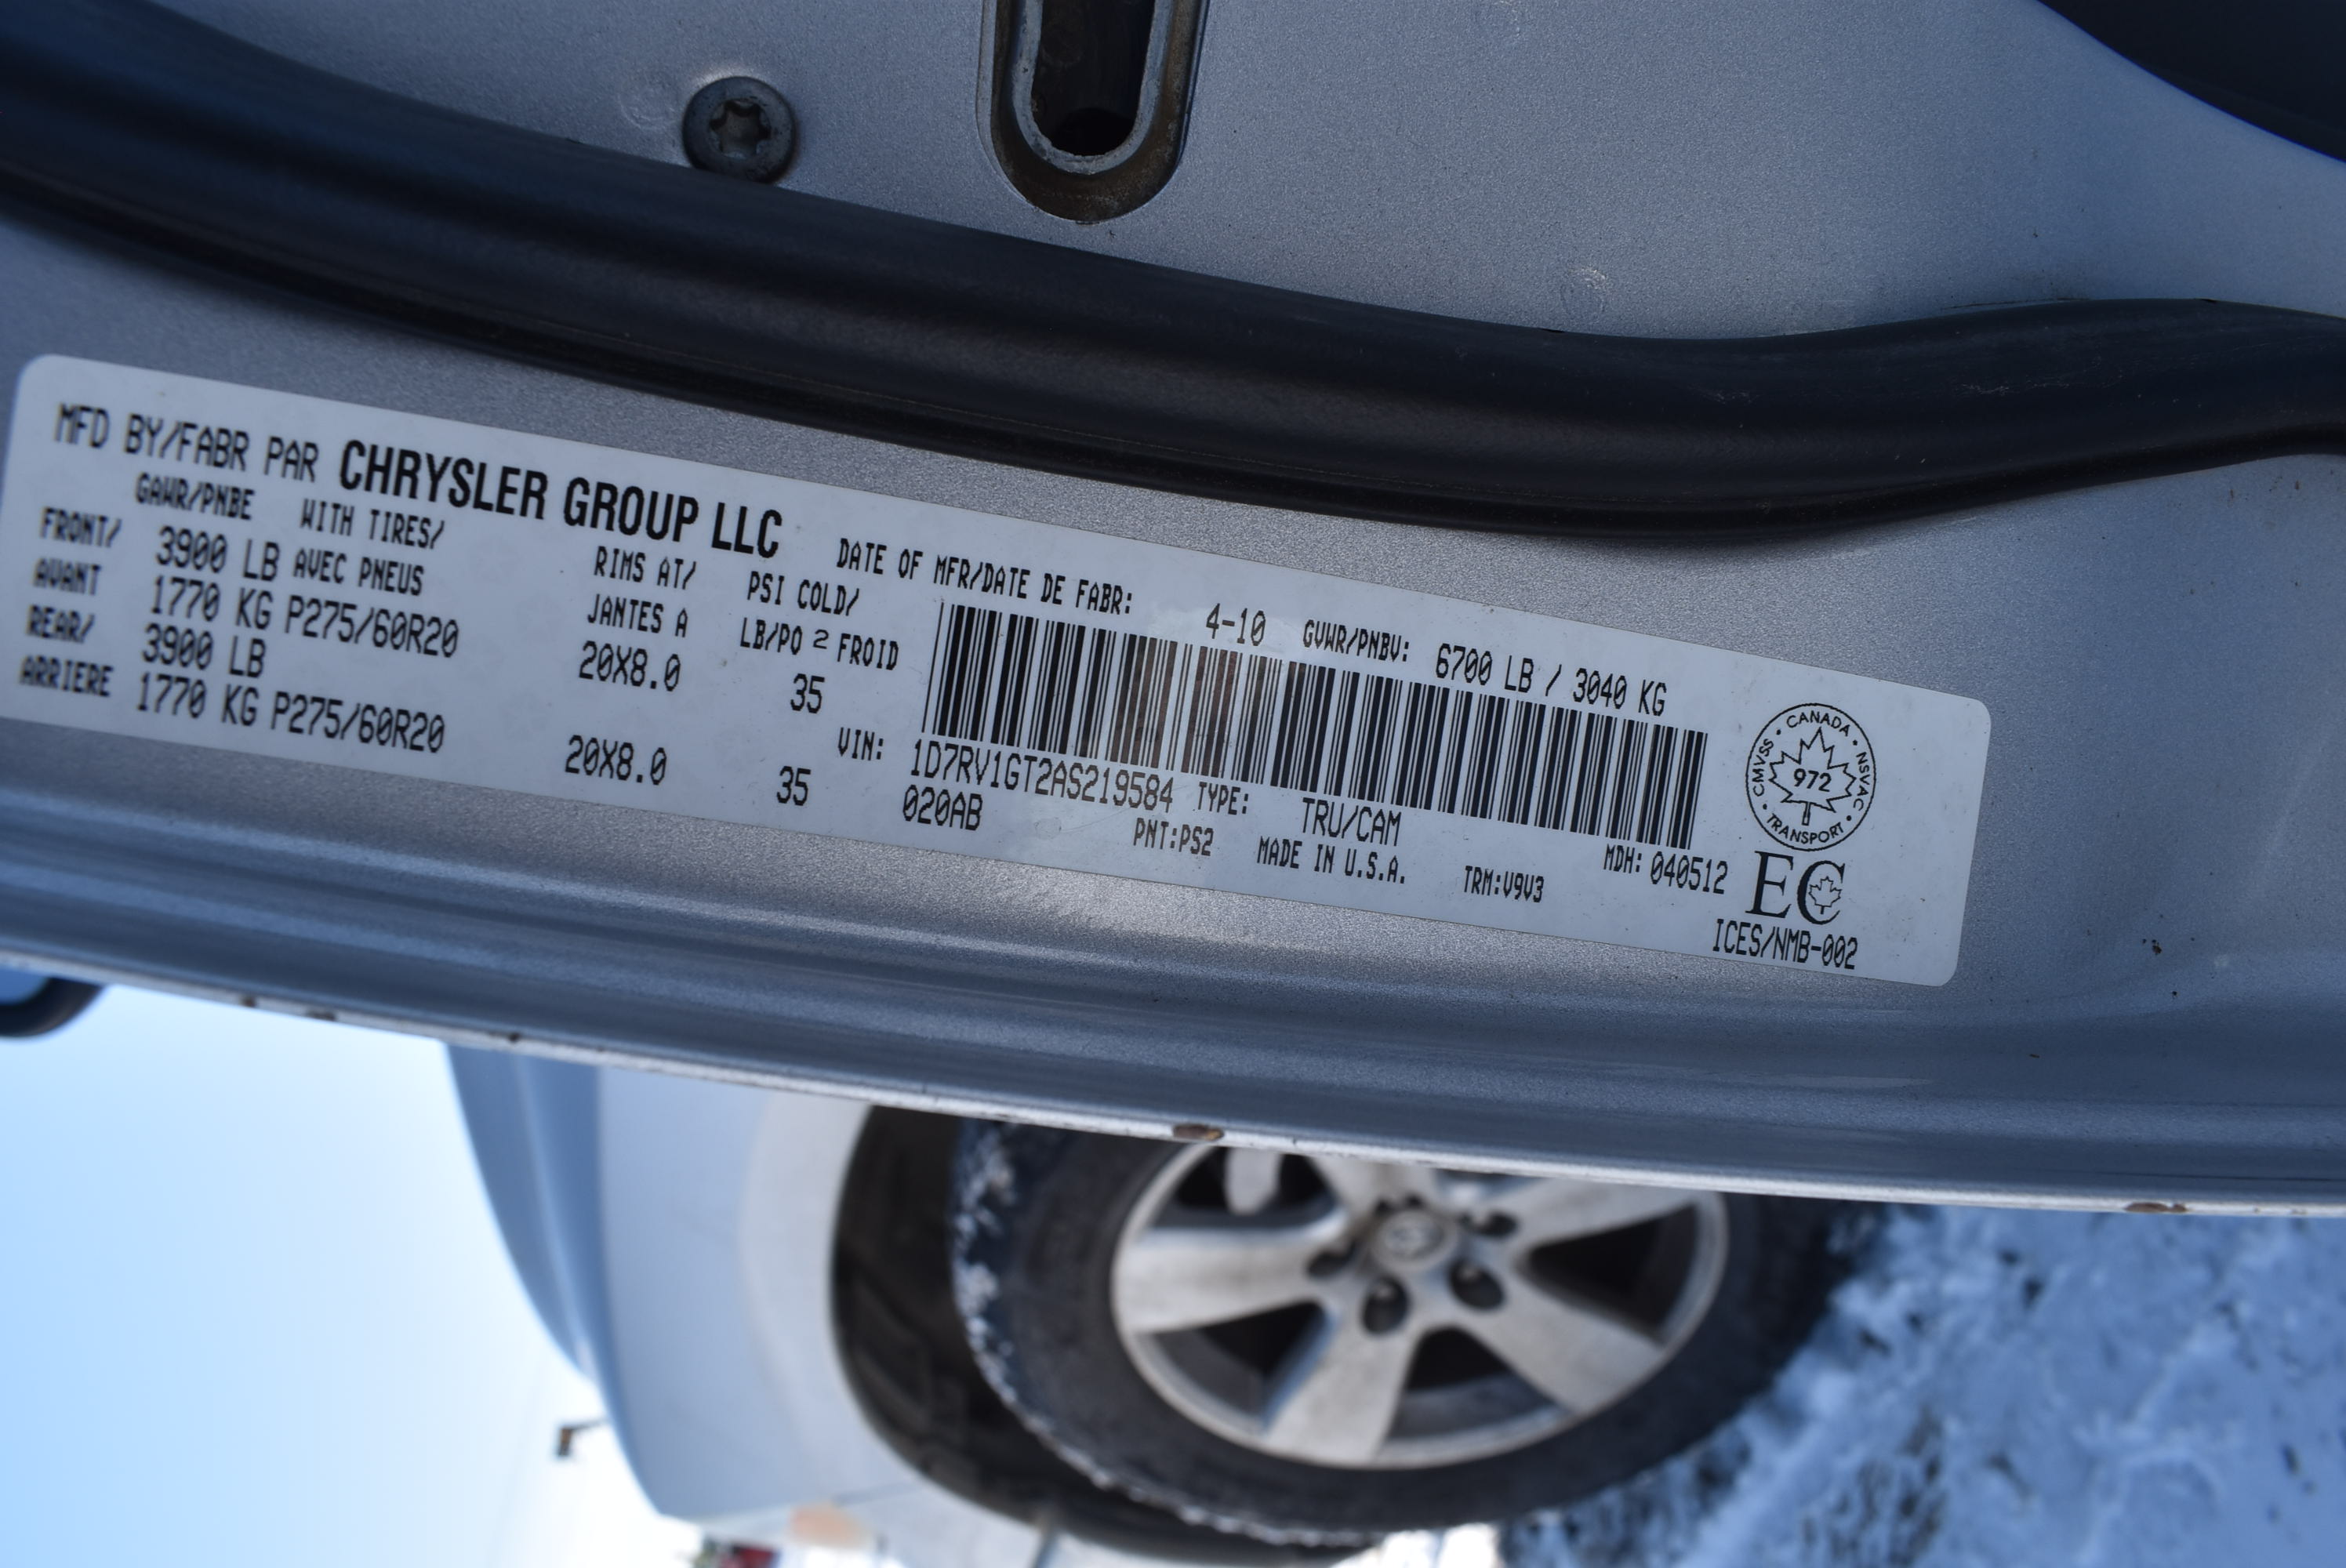 MFD BY/FABR PAR CHRYSLER GROUP LLC
DATE OF MFR/DATE DE FABR: 4-10 GVWR/PNBV: 6700 LB / 3040 KG
GAWR/PNBE WITH TIRES/ RIMS AT/ PSI COLD/
AVEC PNEUS JANTES A LB/PO 2 FROID
FRONT/ 3900 LB
AVANT 1770 KG P275/60R20 20X8.0 35
REAR/ 3900 LB
ARRIERE 1770 KG P275/60R20 20X8.0 35
VIN: 1D7RV1GT2AS219584 TYPE: TRU/CAM MDH: 040512
020AB PNT:PS2 MADE IN U.S.A. TRM:V9V3
CANADA • NSVAC • TRANSPORT • CMVSS •
972
EC
ICES/NMB-002